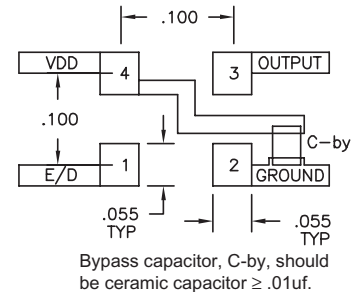 .100
VDD
4
3
OUTPUT
.100
C-by
1
2
E/D
GROUND
.055
TYP
.055
TYP
Bypass capacitor, C-by, should
be ceramic capacitor ≥ .01uf.